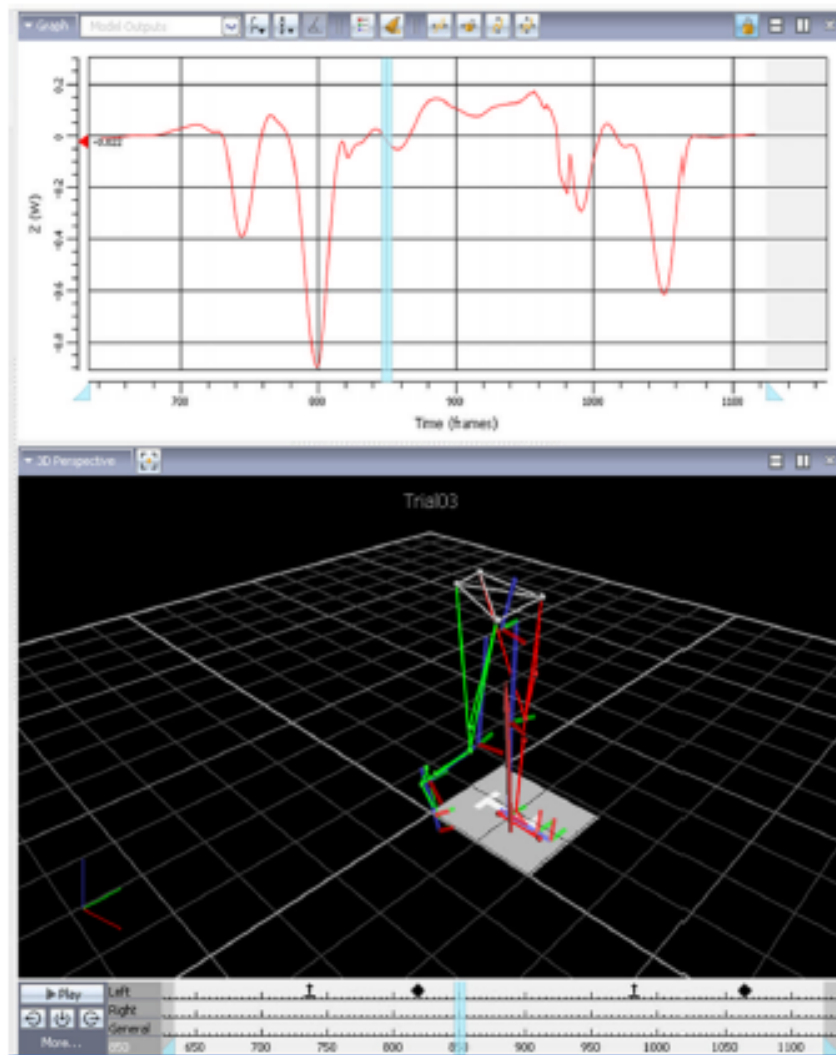 Graph Model Outputs
0.2
0
-0.2
-0.4
-0.6
-0.8
-0.022
Z (W)
700 800 900 1000 1100
Time (frames)
3D Perspective
Trial03
Play
Left
Right
General
More...
850 650 700 750 800 850 900 950 1000 1050 1100